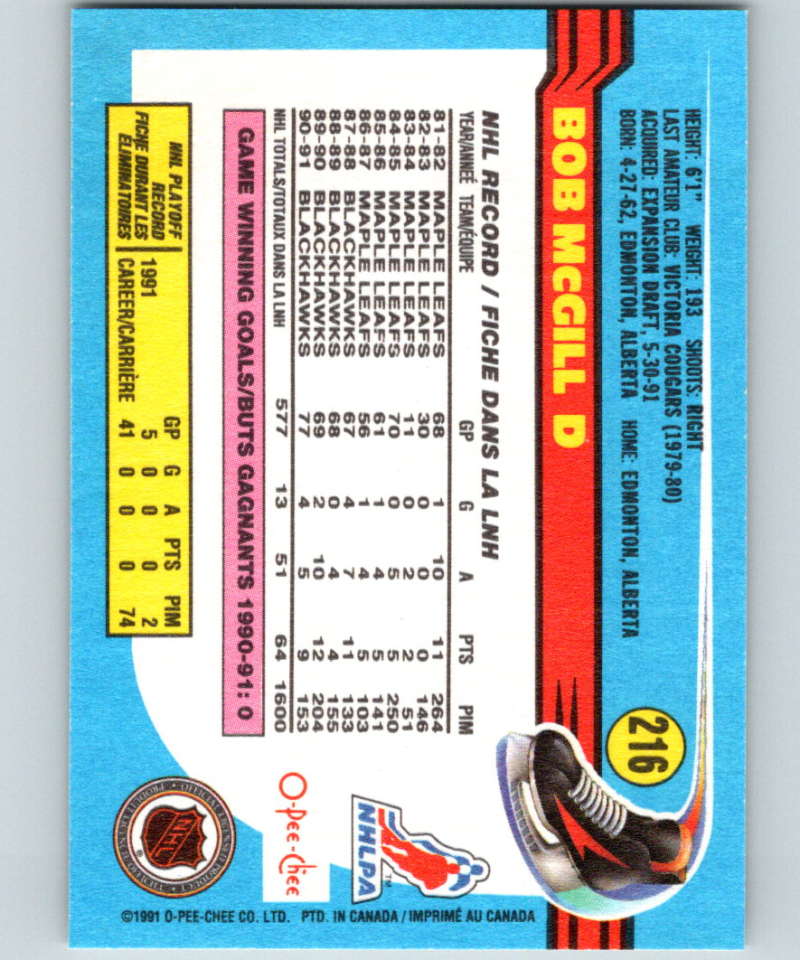 216
HEIGHT: 6'1" WEIGHT: 193 SHOOTS: RIGHT
LAST AMATEUR CLUB: VICTORIA COUGARS (1979-80)
ACQUIRED: EXPANSION DRAFT, 5-30-91
BORN: 4-27-62, EDMONTON, ALBERTA HOME: EDMONTON, ALBERTA
BOB McGILL D
NHL RECORD / FICHE DANS LA LNH
YEAR/ANNÉE TEAM/ÉQUIPE GP G A PTS PIM
81-82 MAPLE LEAFS 68 1 10 11 264
82-83 MAPLE LEAFS 30 0 0 0 146
83-84 MAPLE LEAFS 11 0 2 2 51
84-85 MAPLE LEAFS 70 0 5 5 250
85-86 MAPLE LEAFS 61 1 4 5 141
86-97 MAPLE LEAFS 56 1 4 5 103
87-88 BLACKHAWKS 67 4 7 11 133
88-89 BLACKHAWKS 68 0 4 4 155
89-90 BLACKHAWKS 69 2 10 12 204
90-91 BLACKHAWKS 77 4 5 9 153
NHL TOTALS/TOTAUX DANS LA LNH 577 13 51 64 1600
GAME WINNING GOALS/BUTS GAGNANTS 1990-91: 0
NHL PLAYOFF
RECORD
FICHE DURANT LES
ÉLIMINATOIRES
GP G A PTS PIM
1991 5 0 0 0 2
CAREER/CARRIÈRE 41 0 0 0 74
NHLPA
TM
O-Pee-Chee
NHL
©1991 O-PEE-CHEE CO. LTD. PTD. IN CANADA / IMPRIMÉ AU CANADA